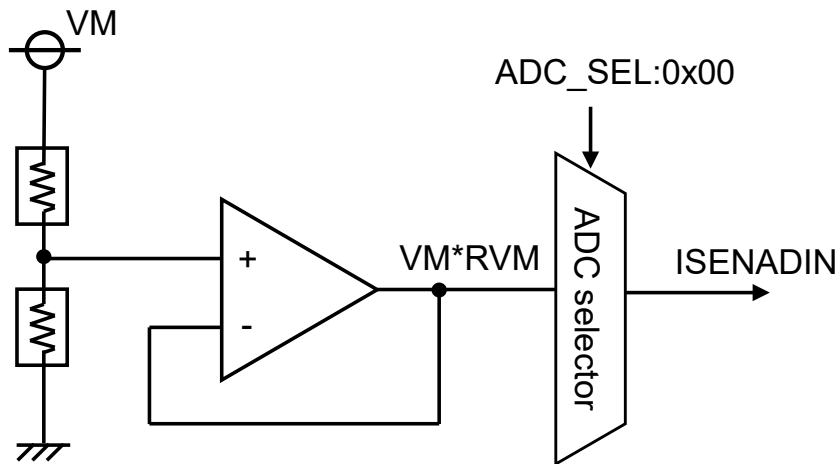 VM
ADC_SEL:0x00
+
VM*RVM
ISENADIN
-
ADC selector